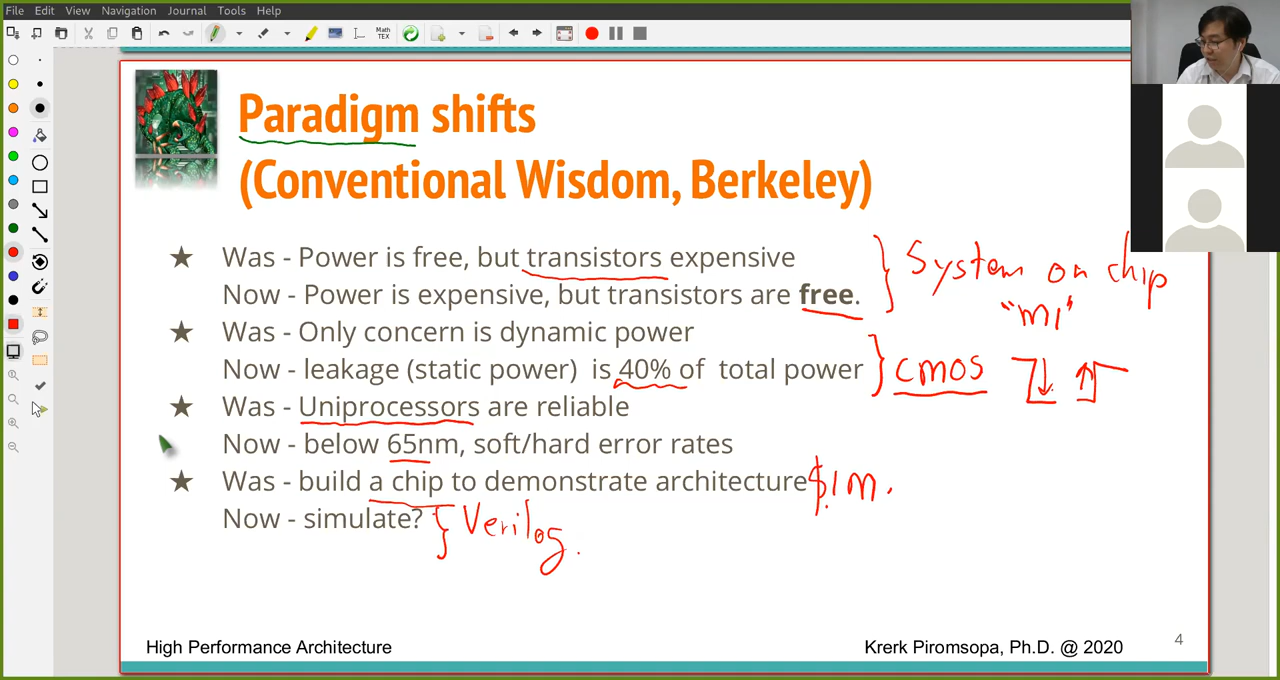 File Edit View Navigation Journal Tools Help
Math
TEX
Paradigm shifts
(Conventional Wisdom, Berkeley)
★ Was - Power is free, but transistors expensive
Now - Power is expensive, but transistors are free.
} System on chip
"M1"
★ Was - Only concern is dynamic power
Now - leakage (static power) is 40% of total power
} CMOS
★ Was - Uniprocessors are reliable
Now - below 65nm, soft/hard error rates
★ Was - build a chip to demonstrate architecture $1M.
Now - simulate? } Verilog.
High Performance Architecture
Krerk Piromsopa, Ph.D. @ 2020
4